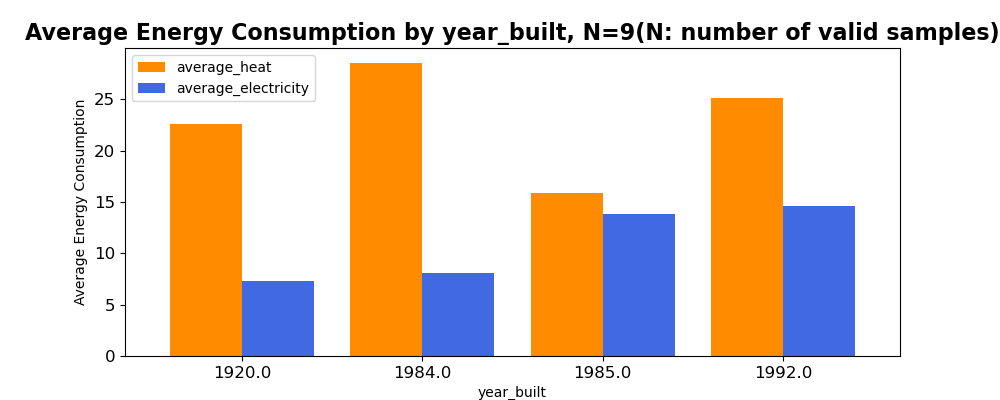 Average Energy Consumption by year_built, N=9(N: number of valid samples)
average_heat
average_electricity
Average Energy Consumption
25
20
15
10
5
0
1920.0 1984.0 1985.0 1992.0
year_built